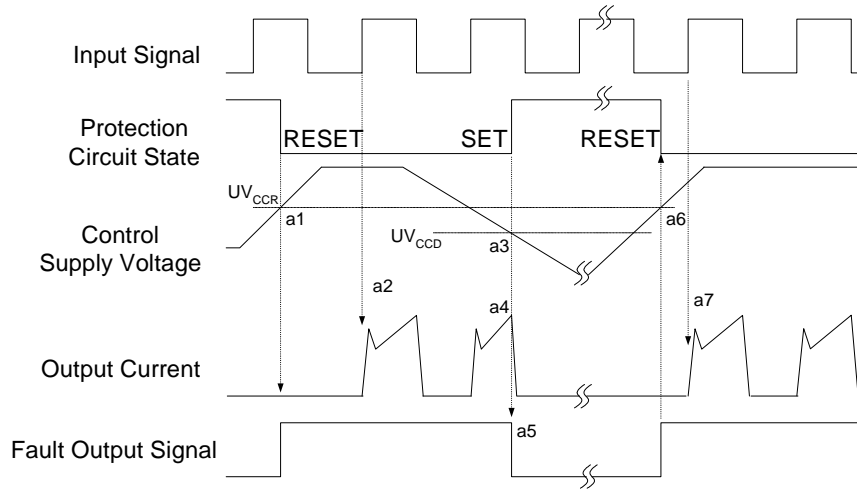 Input Signal
Protection
Circuit State
RESET
SET
RESET
UVCCR
a1
a6
Control
Supply Voltage
UVCCD
a3
a2
a4
a7
Output Current
a5
Fault Output Signal